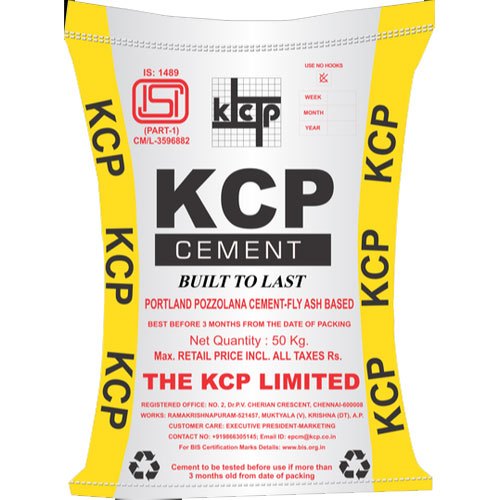 IS: 1489
ISI
(PART-1)
CM/L-3596882
kcp
USE NO HOOKS
WEEK
MONTH
YEAR
KCP
KCP
KCP
KCP
KCP
KCP
KCP
CEMENT
BUILT TO LAST
PORTLAND POZZOLANA CEMENT-FLY ASH BASED
BEST BEFORE 3 MONTHS FROM THE DATE OF PACKING
Net Quantity : 50 Kg.
Max. RETAIL PRICE INCL. ALL TAXES Rs.
THE KCP LIMITED
REGISTERED OFFICE: NO. 2, Dr.P.V. CHERIAN CRESCENT, CHENNAI-600008
WORKS: RAMAKRISHNAPURAM-521457, MUKTYALA (V), KRISHNA (DT), A.P.
CUSTOMER CARE: EXECUTIVE PRESIDENT-MARKETING
CONTACT NO: +919866305145; Email ID: epcm@kcp.co.in
For BIS Certification Marks Details: www.bis.org.in
Cement to be tested before use if more than
3 months old from date of packing